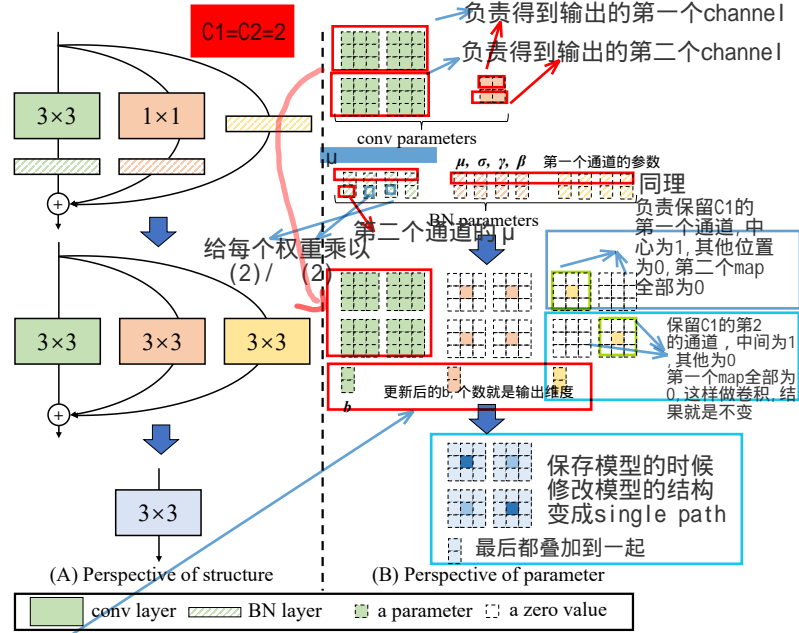 C1=C2=2
负责得到输出的第一个channel
负责得到输出的第二个channel
3×3
1×1
conv parameters
μ
μ, σ, γ, β
第一个通道的参数
同理
BN parameters
第二个通道的μ
给每个权重乘以
(2)/ (2)
负责保留C1的
第一个通道,中
心为1,其他位置
为0,第二个map
全部为0
3×3
3×3
3×3
保留C1的第2
的通道，中间为1
,其他为0
第一个map全部为
0,这样做卷积,结
果就是不变
b
更新后的b,个数就是输出维度
3×3
保存模型的时候
修改模型的结构
变成single path
最后都叠加到一起
(A) Perspective of structure
(B) Perspective of parameter
conv layer
BN layer
a parameter
a zero value